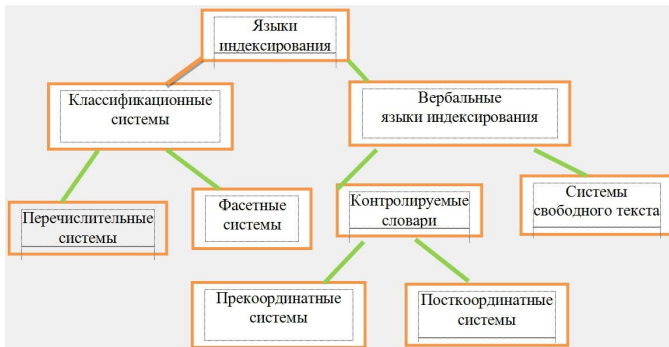 Языки
индексирования
Классификационные
системы
Вербальные
языки индексирования
Перечислительные
системы
Фасетные
системы
Контролируемые
словари
Системы
свободного текста
Прекоординатные
системы
Посткоординатные
системы